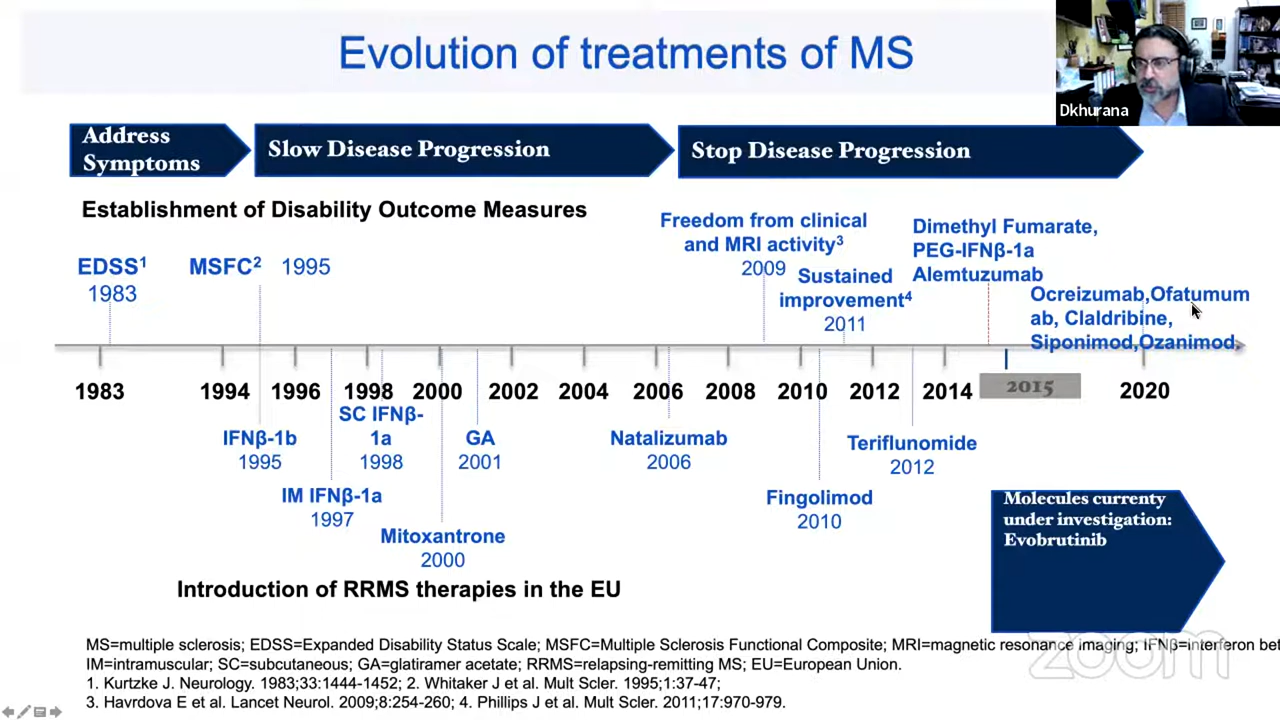 Evolution of treatments of MS
Dkhurana
Address
Symptoms
Slow Disease Progression
Stop Disease Progression
Establishment of Disability Outcome Measures
EDSS¹
1983
MSFC² 1995
Freedom from clinical
and MRI activity³
2009
Sustained
improvement⁴
2011
Dimethyl Fumarate,
PEG-IFNβ-1a
Alemtuzumab
Ocreizumab,Ofatumum
ab, Claldribine,
Siponimod,Ozanimod,
1983 1994 1996 1998 2000 2002 2004 2006 2008 2010 2012 2014 2015 2020
IFNβ-1b
1995
IM IFNβ-1a
1997
SC IFNβ-
1a
1998
Mitoxantrone
2000
GA
2001
Natalizumab
2006
Fingolimod
2010
Teriflunomide
2012
Molecules currenty
under investigation:
Evobrutinib
Introduction of RRMS therapies in the EU
MS=multiple sclerosis; EDSS=Expanded Disability Status Scale; MSFC=Multiple Sclerosis Functional Composite; MRI=magnetic resonance imaging; IFNβ=interferon bet
IM=intramuscular; SC=subcutaneous; GA=glatiramer acetate; RRMS=relapsing-remitting MS; EU=European Union.
1. Kurtzke J. Neurology. 1983;33:1444-1452; 2. Whitaker J et al. Mult Scler. 1995;1:37-47;
3. Havrdova E et al. Lancet Neurol. 2009;8:254-260; 4. Phillips J et al. Mult Scler. 2011;17:970-979.
zoom